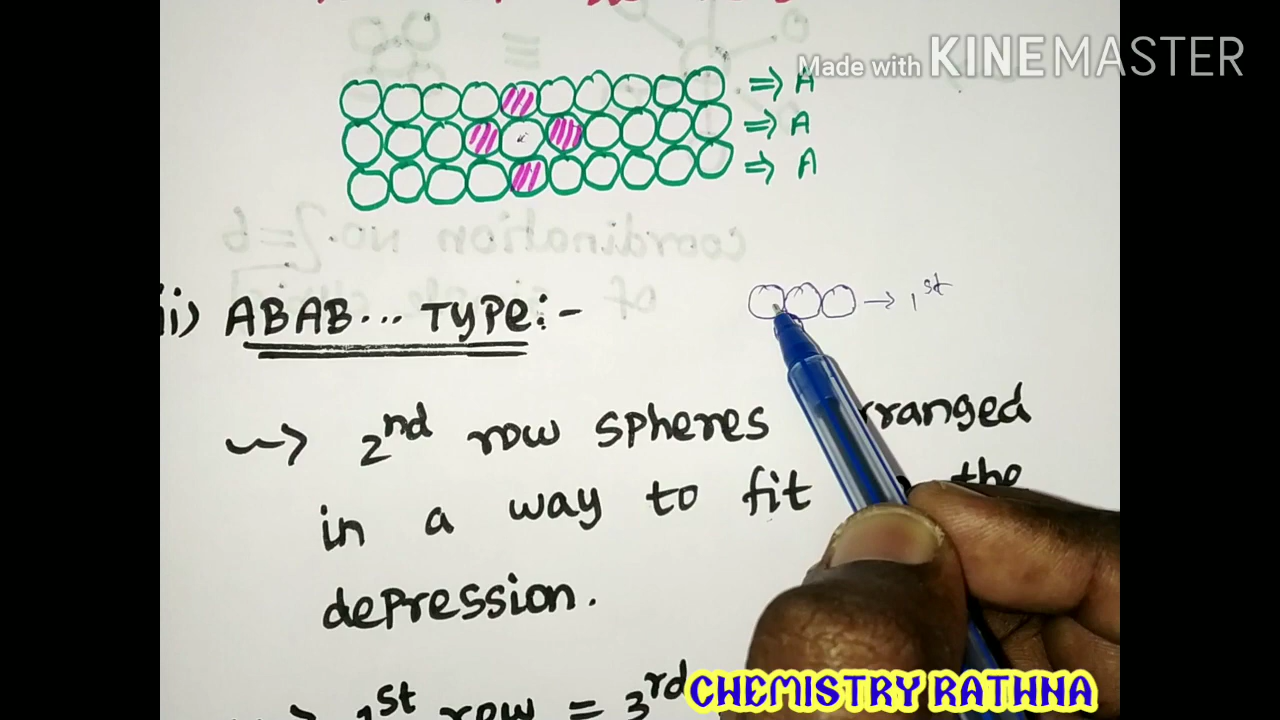 Made with KINEMASTER
⇒ A
⇒ A
⇒ A
ii) ABAB... TYPE:-
→ 1st
~> 2nd row spheres arranged
in a way to fit the
depression.
1st row = 3rd
CHEMISTRY RATHNA